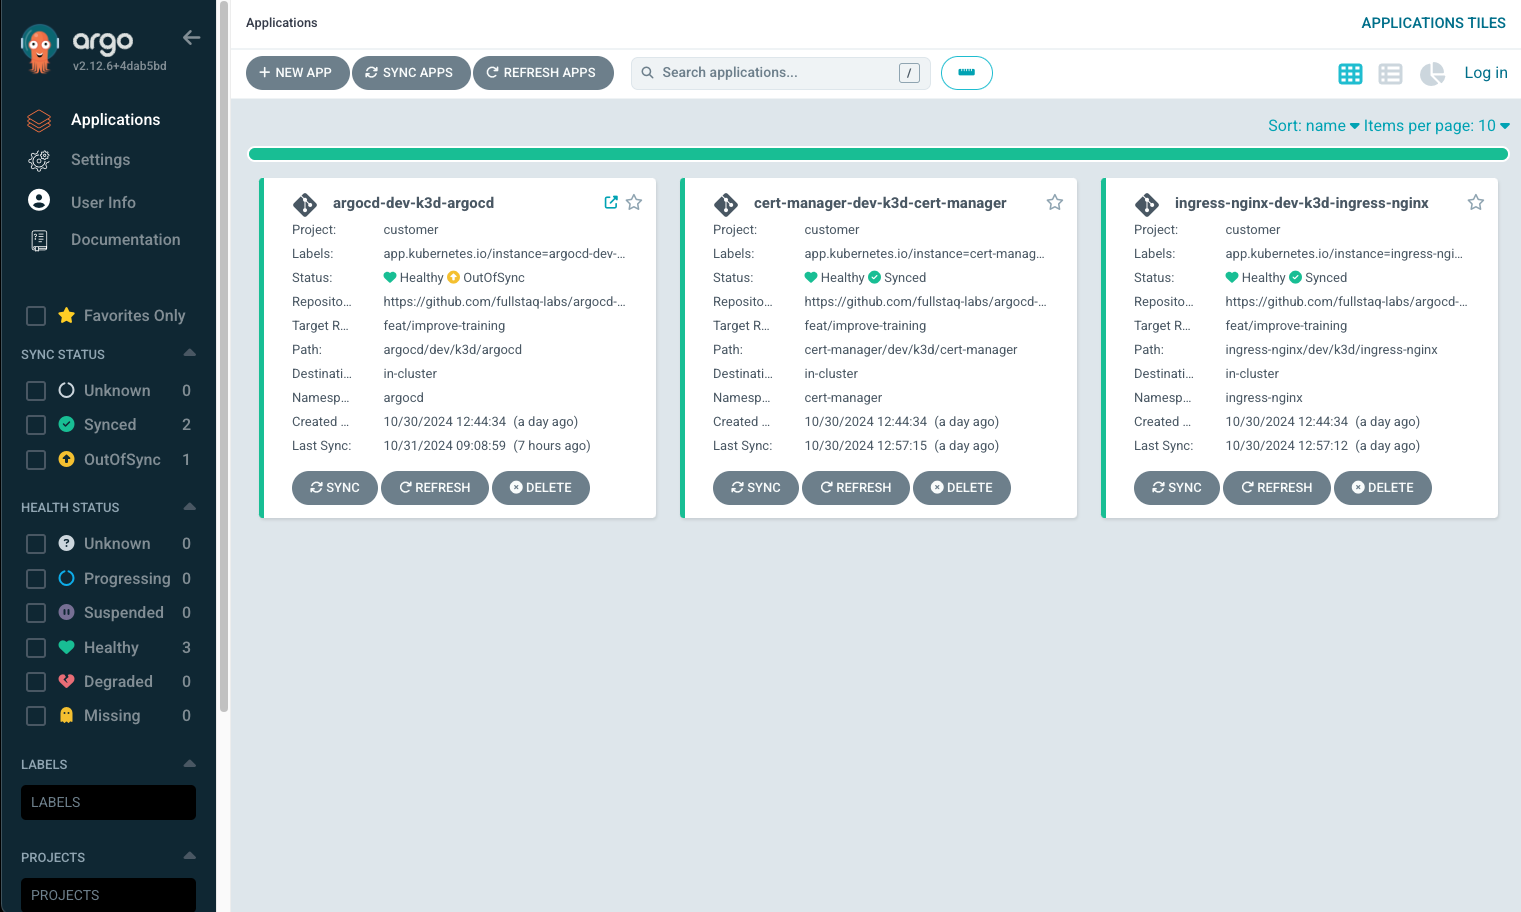 argo
v2.12.6+4dab5bd
Applications
Settings
User Info
Documentation
Favorites Only
SYNC STATUS
Unknown 0
Synced 2
OutOfSync 1
HEALTH STATUS
Unknown 0
Progressing 0
Suspended 0
Healthy 3
Degraded 0
Missing 0
LABELS
LABELS
PROJECTS
PROJECTS
Applications
APPLICATIONS TILES
+ NEW APP SYNC APPS REFRESH APPS Search applications... / Log in
Sort: name Items per page: 10
argocd-dev-k3d-argocd
Project: customer
Labels: app.kubernetes.io/instance=argocd-dev-...
Status: Healthy OutOfSync
Reposito... https://github.com/fullstaq-labs/argocd-...
Target R... feat/improve-training
Path: argocd/dev/k3d/argocd
Destinati... in-cluster
Namesp... argocd
Created ... 10/30/2024 12:44:34 (a day ago)
Last Sync: 10/31/2024 09:08:59 (7 hours ago)
SYNC REFRESH DELETE
cert-manager-dev-k3d-cert-manager
Project: customer
Labels: app.kubernetes.io/instance=cert-manag...
Status: Healthy Synced
Reposito... https://github.com/fullstaq-labs/argocd-...
Target R... feat/improve-training
Path: cert-manager/dev/k3d/cert-manager
Destinati... in-cluster
Namesp... cert-manager
Created ... 10/30/2024 12:44:34 (a day ago)
Last Sync: 10/30/2024 12:57:15 (a day ago)
SYNC REFRESH DELETE
ingress-nginx-dev-k3d-ingress-nginx
Project: customer
Labels: app.kubernetes.io/instance=ingress-ngi...
Status: Healthy Synced
Reposito... https://github.com/fullstaq-labs/argocd-...
Target R... feat/improve-training
Path: ingress-nginx/dev/k3d/ingress-nginx
Destinati... in-cluster
Namesp... ingress-nginx
Created ... 10/30/2024 12:44:34 (a day ago)
Last Sync: 10/30/2024 12:57:12 (a day ago)
SYNC REFRESH DELETE